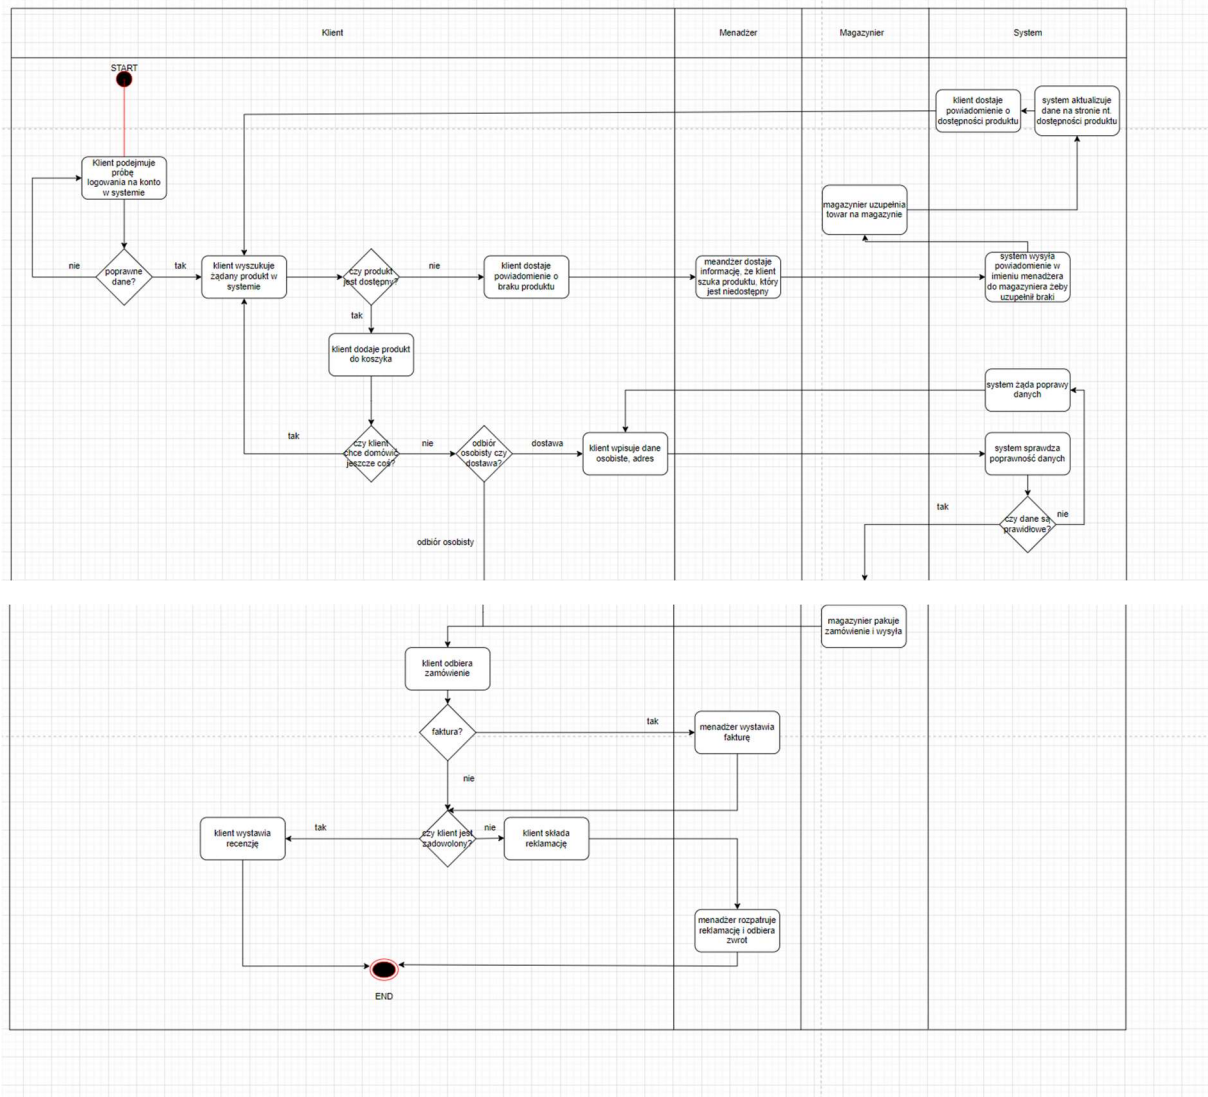 Klient
Menadżer
Magazynier
System
START
klient dostaje
powiadomienie o
dostępności produktu
system aktualizuje
dane na stronie nt.
dostępności produktu
Klient podejmuje
próbę
logowania na konto
w systemie
magazynier uzupełnia
towar na magazynie
nie
poprawne
dane?
tak
klient wyszukuje
żądany produkt w
systemie
czy produkt
jest dostępny?
nie
klient dostaje
powiadomienie o
braku produktu
meandżer dostaje
informację, że klient
szuka produktu, który
jest niedostępny
system wysyła
powiadomienie w
imieniu menadżera
do magazyniera żeby
uzupełnił braki
tak
klient dodaje produkt
do koszyka
system żąda poprawy
danych
tak
czy klient
chce domówić
jeszcze coś?
nie
odbiór
osobisty czy
dostawa?
dostawa
klient wpisuje dane
osobiste, adres
system sprawdza
poprawność danych
tak
czy dane są
prawidłowe?
nie
odbiór osobisty
magazynier pakuje
zamówienie i wysyła
klient odbiera
zamówienie
faktura?
tak
menadżer wystawia
fakturę
nie
klient wystawia
recenzję
tak
czy klient jest
zadowolony?
nie
klient składa
reklamację
menadżer rozpatruje
reklamację i odbiera
zwrot
END